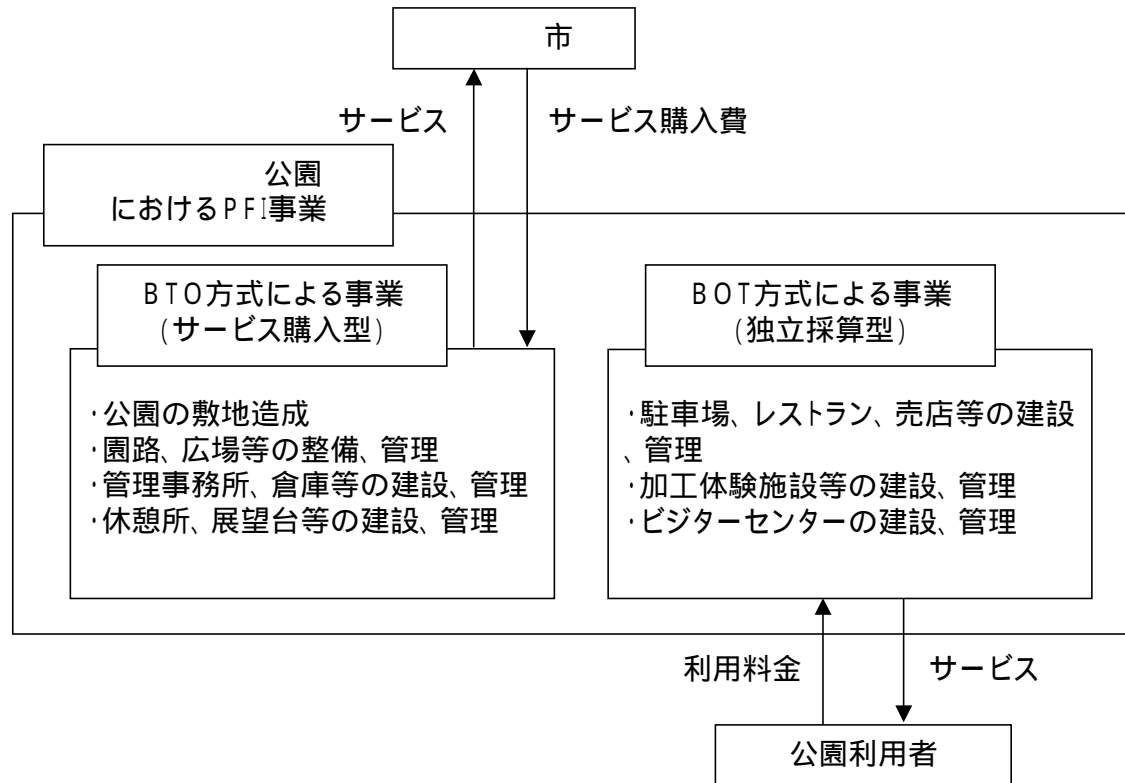 市
サービス
サービス購入費
公園
におけるPFI事業
BTO方式による事業
(サービス購入型)
・公園の敷地造成
・園路、広場等の整備、管理
・管理事務所、倉庫等の建設、管理
・休憩所、展望台等の建設、管理
BOT方式による事業
(独立採算型)
・駐車場、レストラン、売店等の建設
、管理
・加工体験施設等の建設、管理
・ビジターセンターの建設、管理
利用料金
サービス
公園利用者